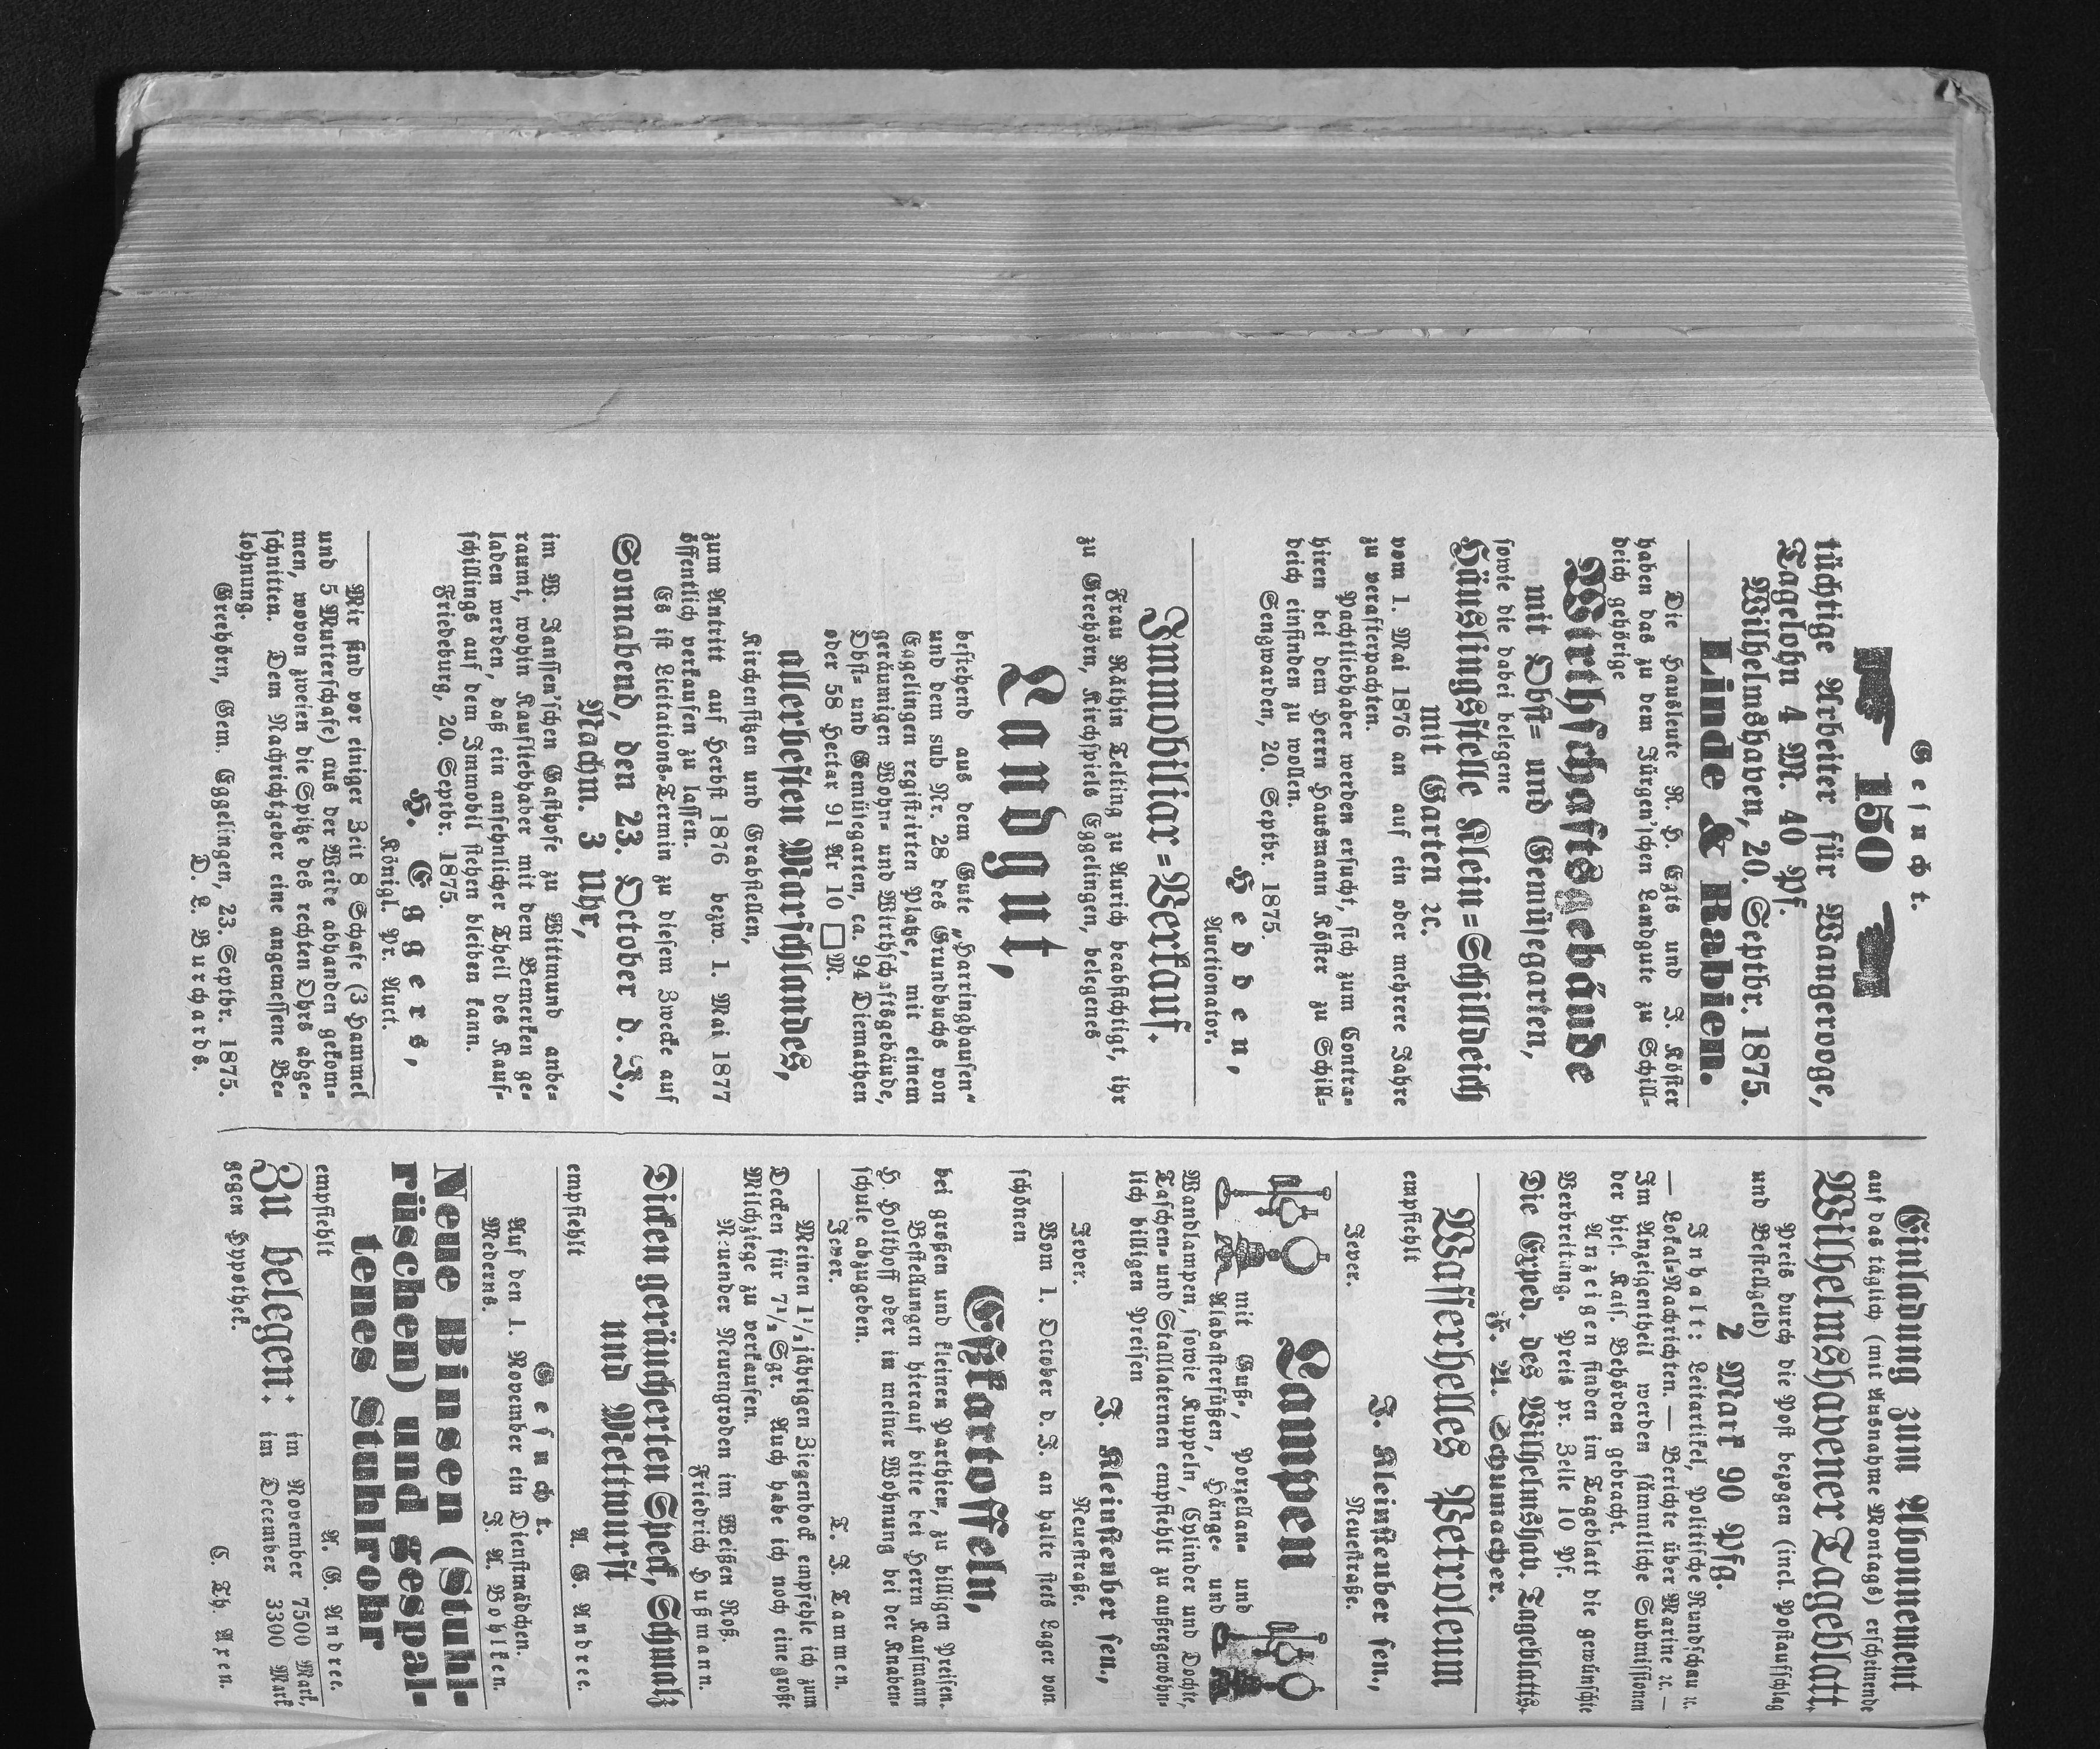 Gesucht.
150
tüchtige Arbeiter für Wangerooge,
Tagelohn 4 M. 40 Pf.
Wilhelmshaven, 20. Septbr. 1875.
Linde & Rabien.
Die Hausleute R. H. Cats und J. Köster
haben das zu dem Jürgen'schen Landgute zu Schill-
deich gehörige
Wirthschaftsgebäude
mit Obst- und Gemüsegarten,
sowie die dabei belegene
Häuslingsstelle Klein-Schilldeich
mit Garten ꝛc.
vom 1. Mai 1876 an auf ein oder mehrere Jahre
zu verafterpachten.
Pachtliebhaber werden ersucht, sich zum Contra-
hiren bei dem Herrn Hausmann Köster zu Schill-
deich einfinden zu wollen.
Sengwarden, 20. Septbr. 1875.
Hedden,
Auctionator.
Immobiliar-Verkauf.
Frau Räthin Telting zu Aurich beabsichtigt, ihr
zu Greehörn, Kirchspiels Eggelingen, belegenes
Landgut,
bestehend aus dem Gute „Harringhausen“
und dem sub Nr. 28 des Grundbuchs von
Eggelingen registrirten Platze, mit einem
geräumigen Wohn- und Wirthschaftsgebäude,
Obst- und Gemüsegarten, ca. 94 Diemathen
oder 58 Hectar 91 Ar 10 □M.
allerbesten Marschlandes,
Kirchensitzen und Grabstellen,
zum Antritt auf Herbst 1876 bezw. 1. Mai 1877
öffentlich verkaufen zu lassen.
Es ist Licitations-Termin zu diesem Zwecke auf
Sonnabend, den 23. October d. J.,
Nachm. 3 Uhr,
im W. Janssen'schen Gasthofe zu Wittmund anbe-
raumt, wohin Kaufliebhaber mit dem Bemerken ge-
laden werden, daß ein ansehnlicher Theil des Kauf-
schillings auf dem Immobil stehen bleiben kann.
Friedeburg, 20. Septbr. 1875.
H. Eggers,
Königl. Pr. Auct.
Mir sind vor einiger Zeit 8 Schafe (3 Hammel
und 5 Mutterschafe) aus der Weide abhanden gekom-
men, wovon zweien die Spitze des rechten Ohrs abge-
schnitten. Dem Nachrichtgeber eine angemessene Be-
lohnung.
Greehörn, Gem. Eggelingen, 23. Septbr. 1875.
D. L. Burchards.
Einladung zum Abonnement
auf das täglich (mit Ausnahme Montags) erscheinende
Wilhelmshavener Tageblatt.
Preis durch die Post bezogen (incl. Postaufschlag
und Bestellgeld)
2 Mark 90 Pfg.
Inhalt: Leitartikel, Politische Rundschau u.
— Lokal-Nachrichten. — Berichte über Marine ꝛc. —
Im Anzeigentheil werden sämmtliche Submissionen
der hies. Kais. Behörden gebracht.
Anzeigen finden im Tageblatt die gewünschte
Verbreitung. Preis pr. Zeile 10 Pf.
Die Exped. des Wilhelmshav. Tageblatts.
F. A. Schumacher.
Wasserhelles Petroleum
empfiehlt
J. Kleinsteuber sen.,
Jever. Neuestraße.
Lampen
mit Guß-, Porzellan- und
Alabasterfüßen, Hänge- und
Wandlampen, sowie Kuppeln, Cylinder und Dochte,
Taschen- und Stalllaternen empfiehlt zu außergewöhn-
lich billigen Preisen
J. Kleinsteuber sen.,
Jever. Neuestraße.
Vom 1. October d. J. an halte stets Lager von
schönen
Eßkartoffeln,
bei großen und kleinen Parthien, zu billigen Preisen.
Bestellungen hierauf bitte bei Herrn Kaufmann
H. Holthoff oder in meiner Wohnung bei der Knaben-
schule abzugeben.
Jever. T. J. Tammen.
Meinen 1½jährigen Ziegenbock empfehle ich zum
Decken für 7½ Sgr. Auch habe ich noch eine große
Milchziege zu verkaufen.
Neuender Neuengroden im Weißen Roß.
Friedrich Hußmann.
Dicken geräucherten Speck, Schmalz
und Mettwurst
empfiehlt A. G. Andree.
Gesucht.
Auf den 1. November ein Dienstmädchen.
Mederns. J. A. Bohlken.
Neue Binsen (Stuhl-
rüschen) und gespal-
tenes Stuhlrohr
empfiehlt A. G. Andree.
Zu belegen: im November 7500 Mark,
im December 3300 Mark
gegen Hypothek. C. Th. Uxen.